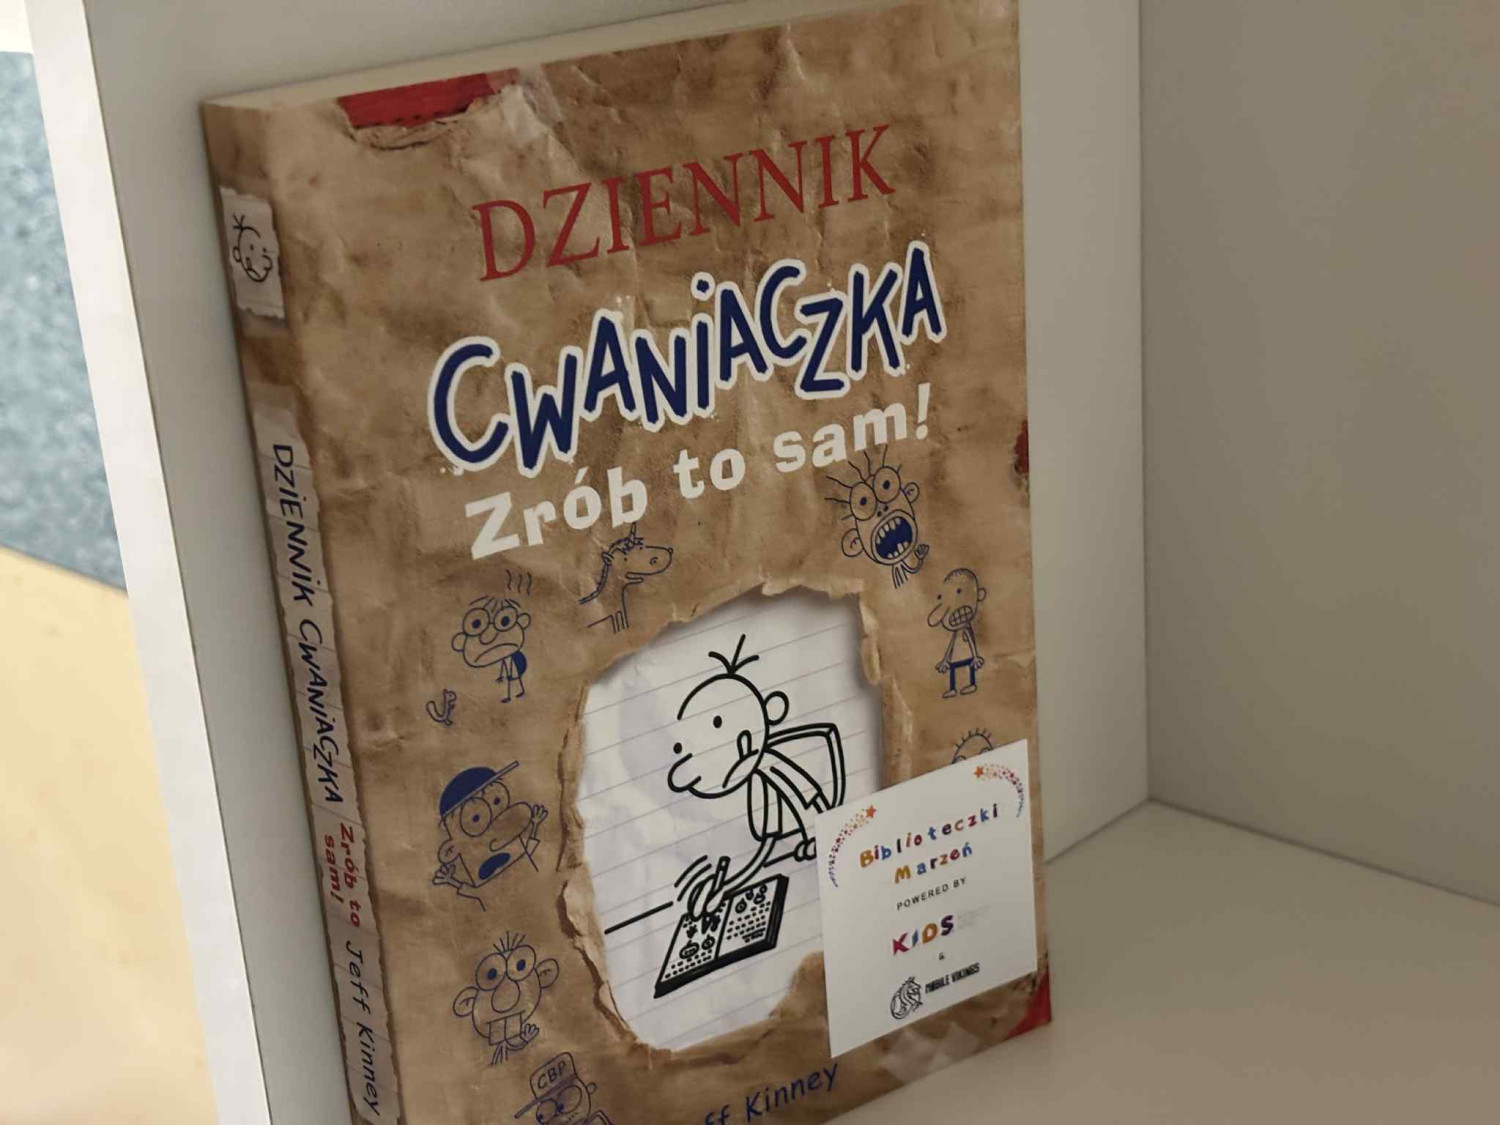 DZIENNIK
CWANiACZKA
Zrób to sam!
DZiENNiK CWANiACZKA Zrób to sam! Jeff Kinney
CBP
Biblioteczki
Marzeń
POWERED BY
KIDS
&
MOBILE VIKINGS
Kinney